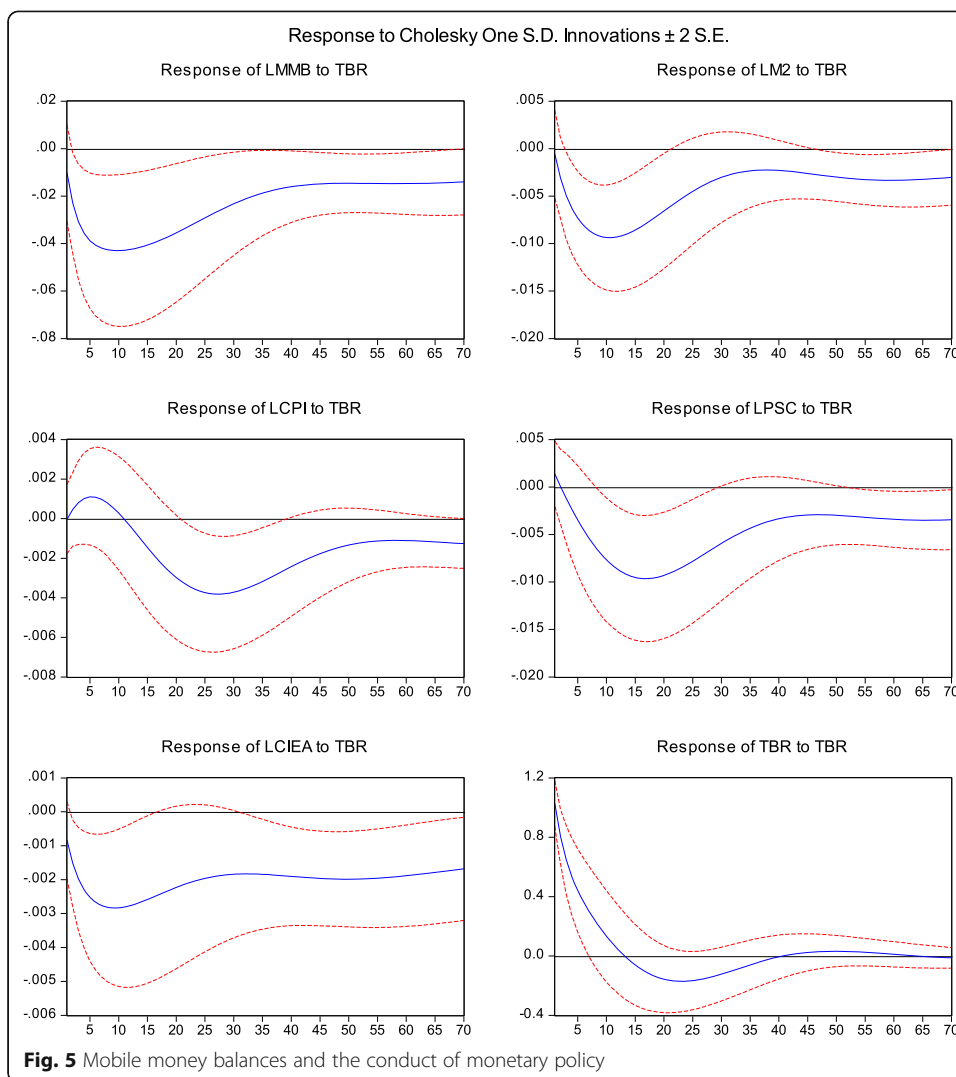 Response to Cholesky One S.D. Innovations ± 2 S.E.
Response of LMMB to TBR
.02
.00
-.02
-.04
-.06
-.08
5 10 15 20 25 30 35 40 45 50 55 60 65 70
Response of LM2 to TBR
.005
.000
-.005
-.010
-.015
-.020
5 10 15 20 25 30 35 40 45 50 55 60 65 70
Response of LCPI to TBR
.004
.002
.000
-.002
-.004
-.006
-.008
5 10 15 20 25 30 35 40 45 50 55 60 65 70
Response of LPSC to TBR
.005
.000
-.005
-.010
-.015
-.020
5 10 15 20 25 30 35 40 45 50 55 60 65 70
Response of LCIEA to TBR
.001
.000
-.001
-.002
-.003
-.004
-.005
-.006
5 10 15 20 25 30 35 40 45 50 55 60 65 70
Response of TBR to TBR
1.2
0.8
0.4
0.0
-0.4
5 10 15 20 25 30 35 40 45 50 55 60 65 70
Fig. 5 Mobile money balances and the conduct of monetary policy